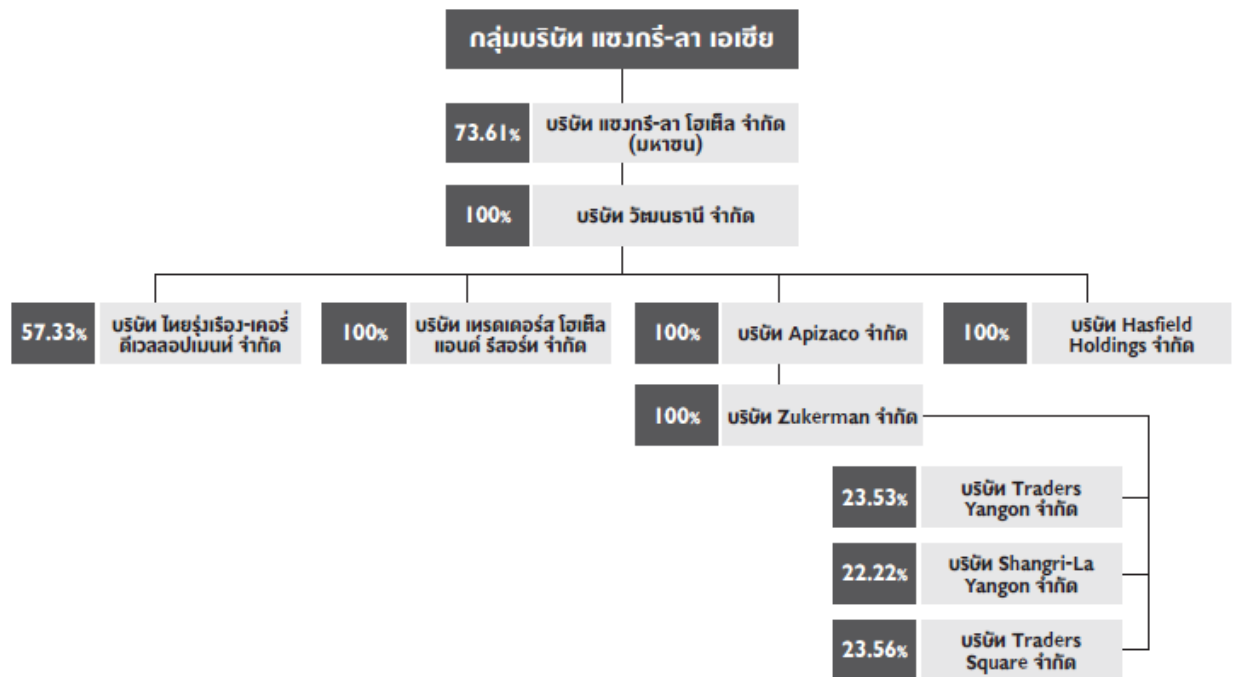 กลุ่มบริษัท แชงกรี-ลา เอเชีย
73.61%
บริษัท แชงกรี-ลา โฮเต็ล จำกัด
(มหาชน)
100%
บริษัท วัฒนธานี จำกัด
57.33%
บริษัท ไทยรุ่งเรือง-เคอรี่
ดีเวลลอปเมนท์ จำกัด
100%
บริษัท เทรดเดอร์ส โฮเต็ล
แอนด์ รีสอร์ท จำกัด
100%
บริษัท Apizaco จำกัด
100%
บริษัท Hasfield
Holdings จำกัด
100%
บริษัท Zukerman จำกัด
23.53%
บริษัท Traders
Yangon จำกัด
22.22%
บริษัท Shangri-La
Yangon จำกัด
23.56%
บริษัท Traders
Square จำกัด